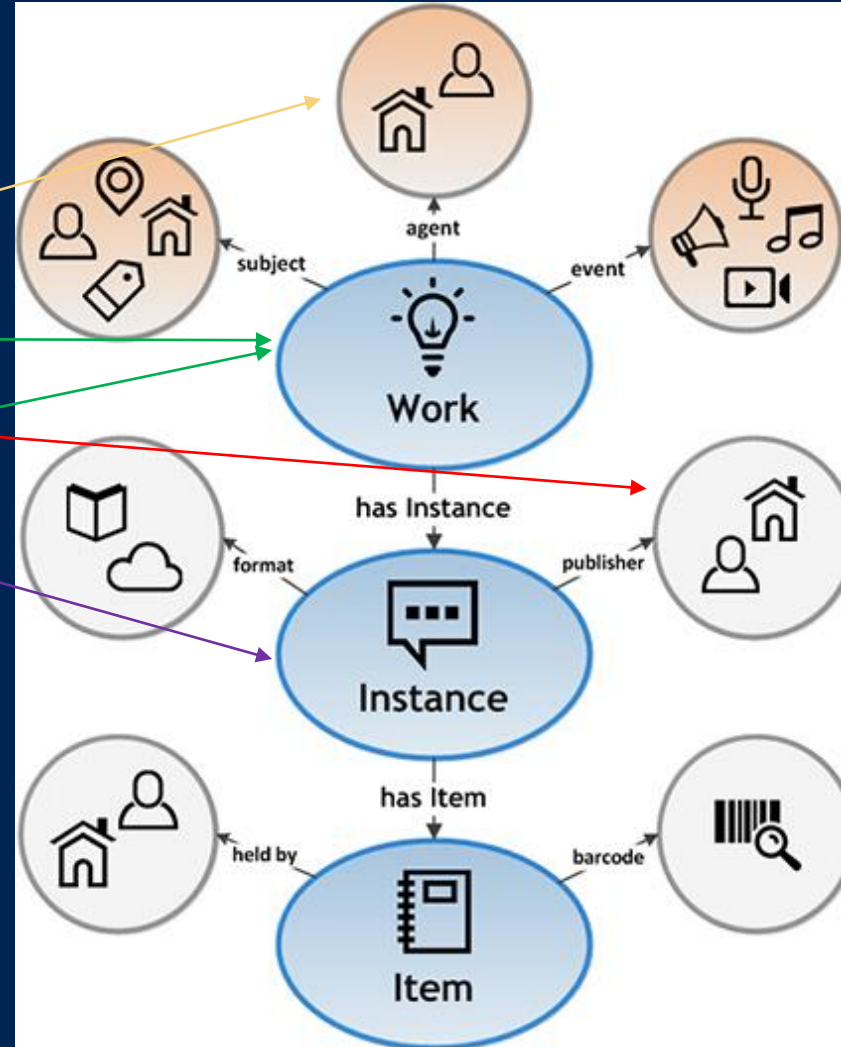 agent
subject
event
Work
has Instance
format
publisher
Instance
has Item
held by
barcode
Item